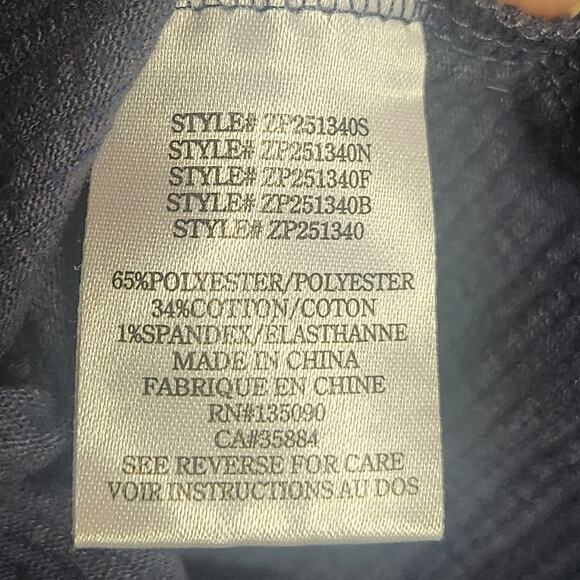 STYLE# ZP251340S
STYLE# ZP251340N
STYLE# ZP251340F
STYLE# ZP251340B
STYLE# ZP251340
65%POLYESTER/POLYESTER
34%COTTON/COTON
1%SPANDEX/ELASTHANNE
MADE IN CHINA
FABRIQUE EN CHINE
RN#135090
CA#35884
SEE REVERSE FOR CARE
VOIR INSTRUCTIONS AU DOS